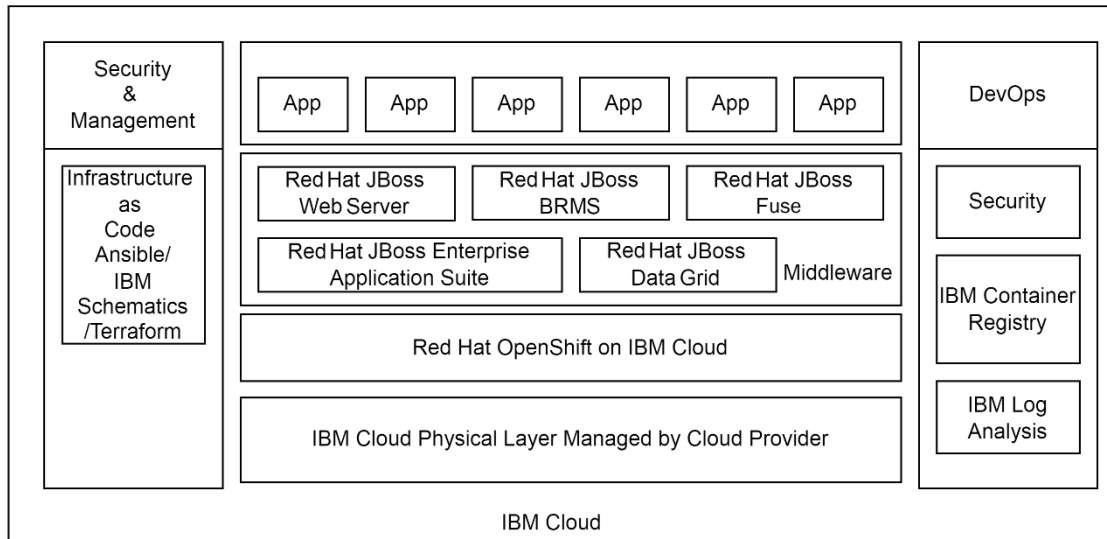 Security
&
Management
Infrastructure
as
Code
Ansible/
IBM
Schematics
/Terraform
App
App
App
App
App
App
Red Hat JBoss
Web Server
Red Hat JBoss
BRMS
Red Hat JBoss
Fuse
Red Hat JBoss Enterprise
Application Suite
Red Hat JBoss
Data Grid
Middleware
Red Hat OpenShift on IBM Cloud
IBM Cloud Physical Layer Managed by Cloud Provider
DevOps
Security
IBM Container
Registry
IBM Log
Analysis
IBM Cloud